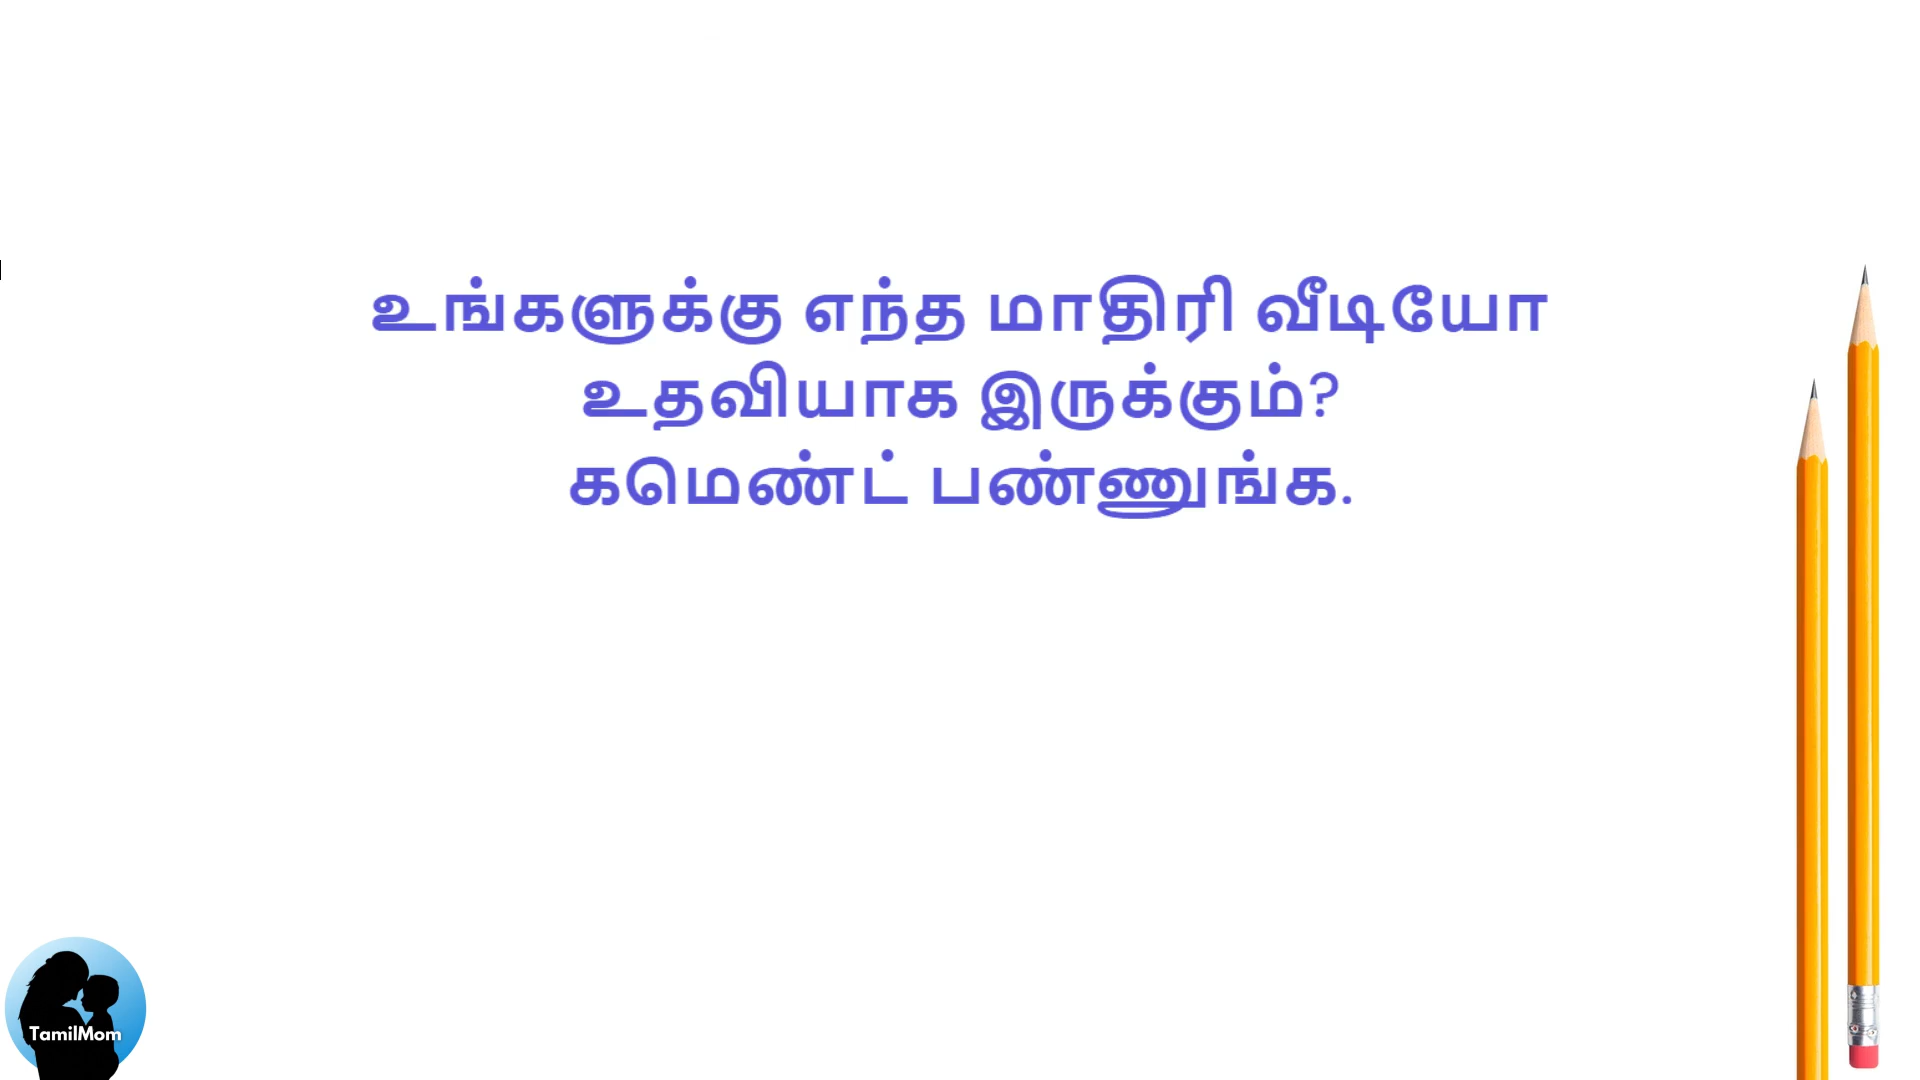 உங்களுக்கு எந்த மாதிரி வீடியோ
உதவியாக இருக்கும்?
கமெண்ட் பண்ணுங்க.
TamilMom